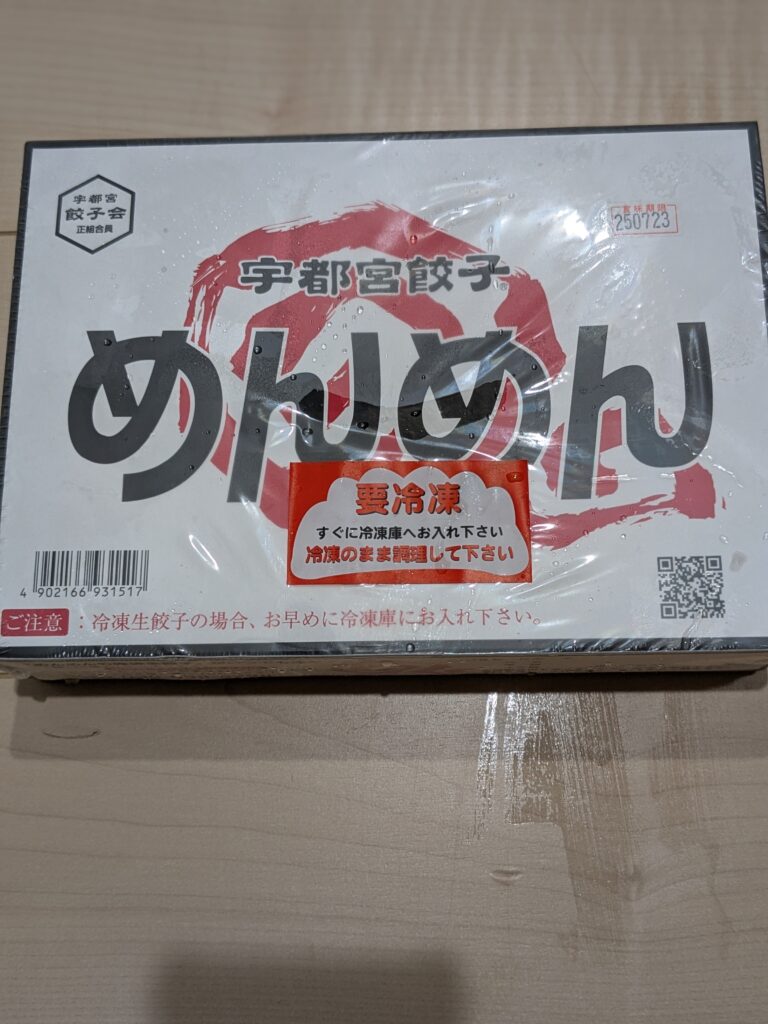 宇都宮
餃子会
正組合員
賞味期限
250723
宇都宮餃子
めんめん
要冷凍
すぐに冷凍庫へお入れ下さい
冷凍のまま調理して下さい
4 902166 931517
ご注意 : 冷凍生餃子の場合、お早めに冷凍庫にお入れ下さい。